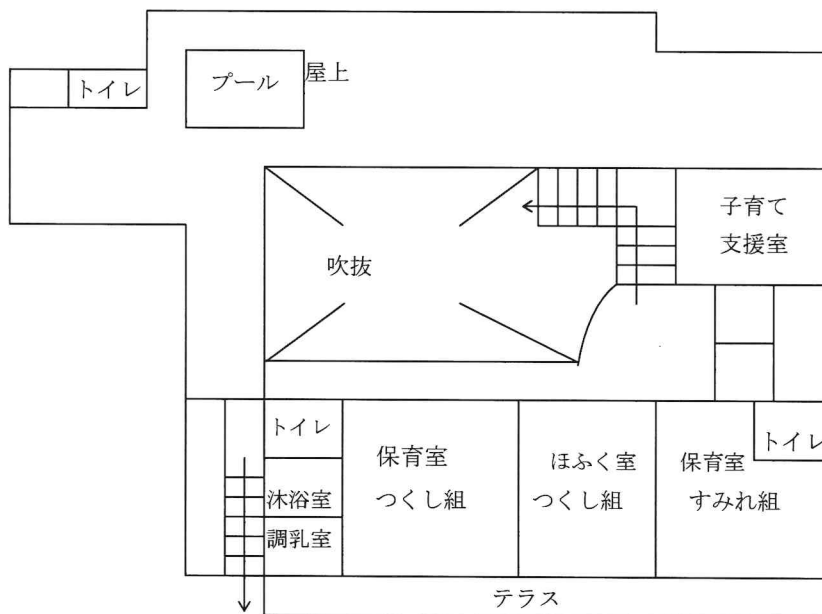 プール
屋上
トイレ
子育て
支援室
吹抜
トイレ
沐浴室
調乳室
保育室
つくし組
ほふく室
つくし組
保育室
すみれ組
トイレ
テラス